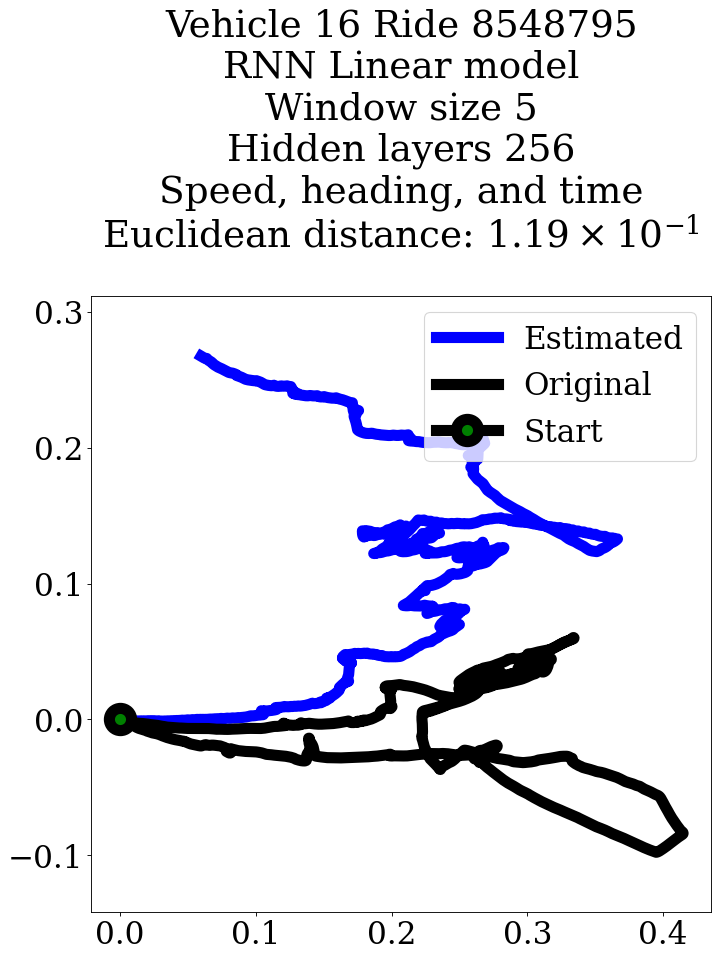 Vehicle 16 Ride 8548795
RNN Linear model
Window size 5
Hidden layers 256
Speed, heading, and time
Euclidean distance: 1.19 × 10⁻¹
Estimated
Original
Start
0.3
0.2
0.1
0.0
−0.1
0.0 0.1 0.2 0.3 0.4